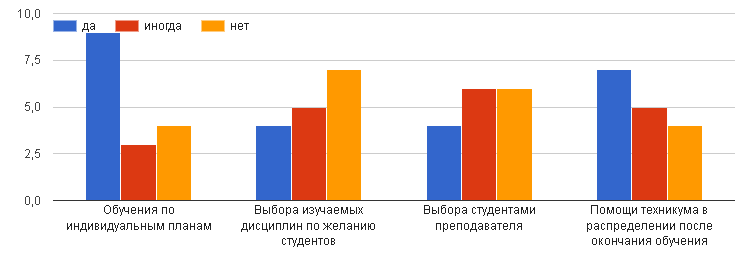 10,0
да иногда нет
7,5
5,0
2,5
0,0
Обучения по
индивидуальным планам
Выбора изучаемых
дисциплин по желанию
студентов
Выбора студентами
преподавателя
Помощи техникума в
распределении после
окончания обучения